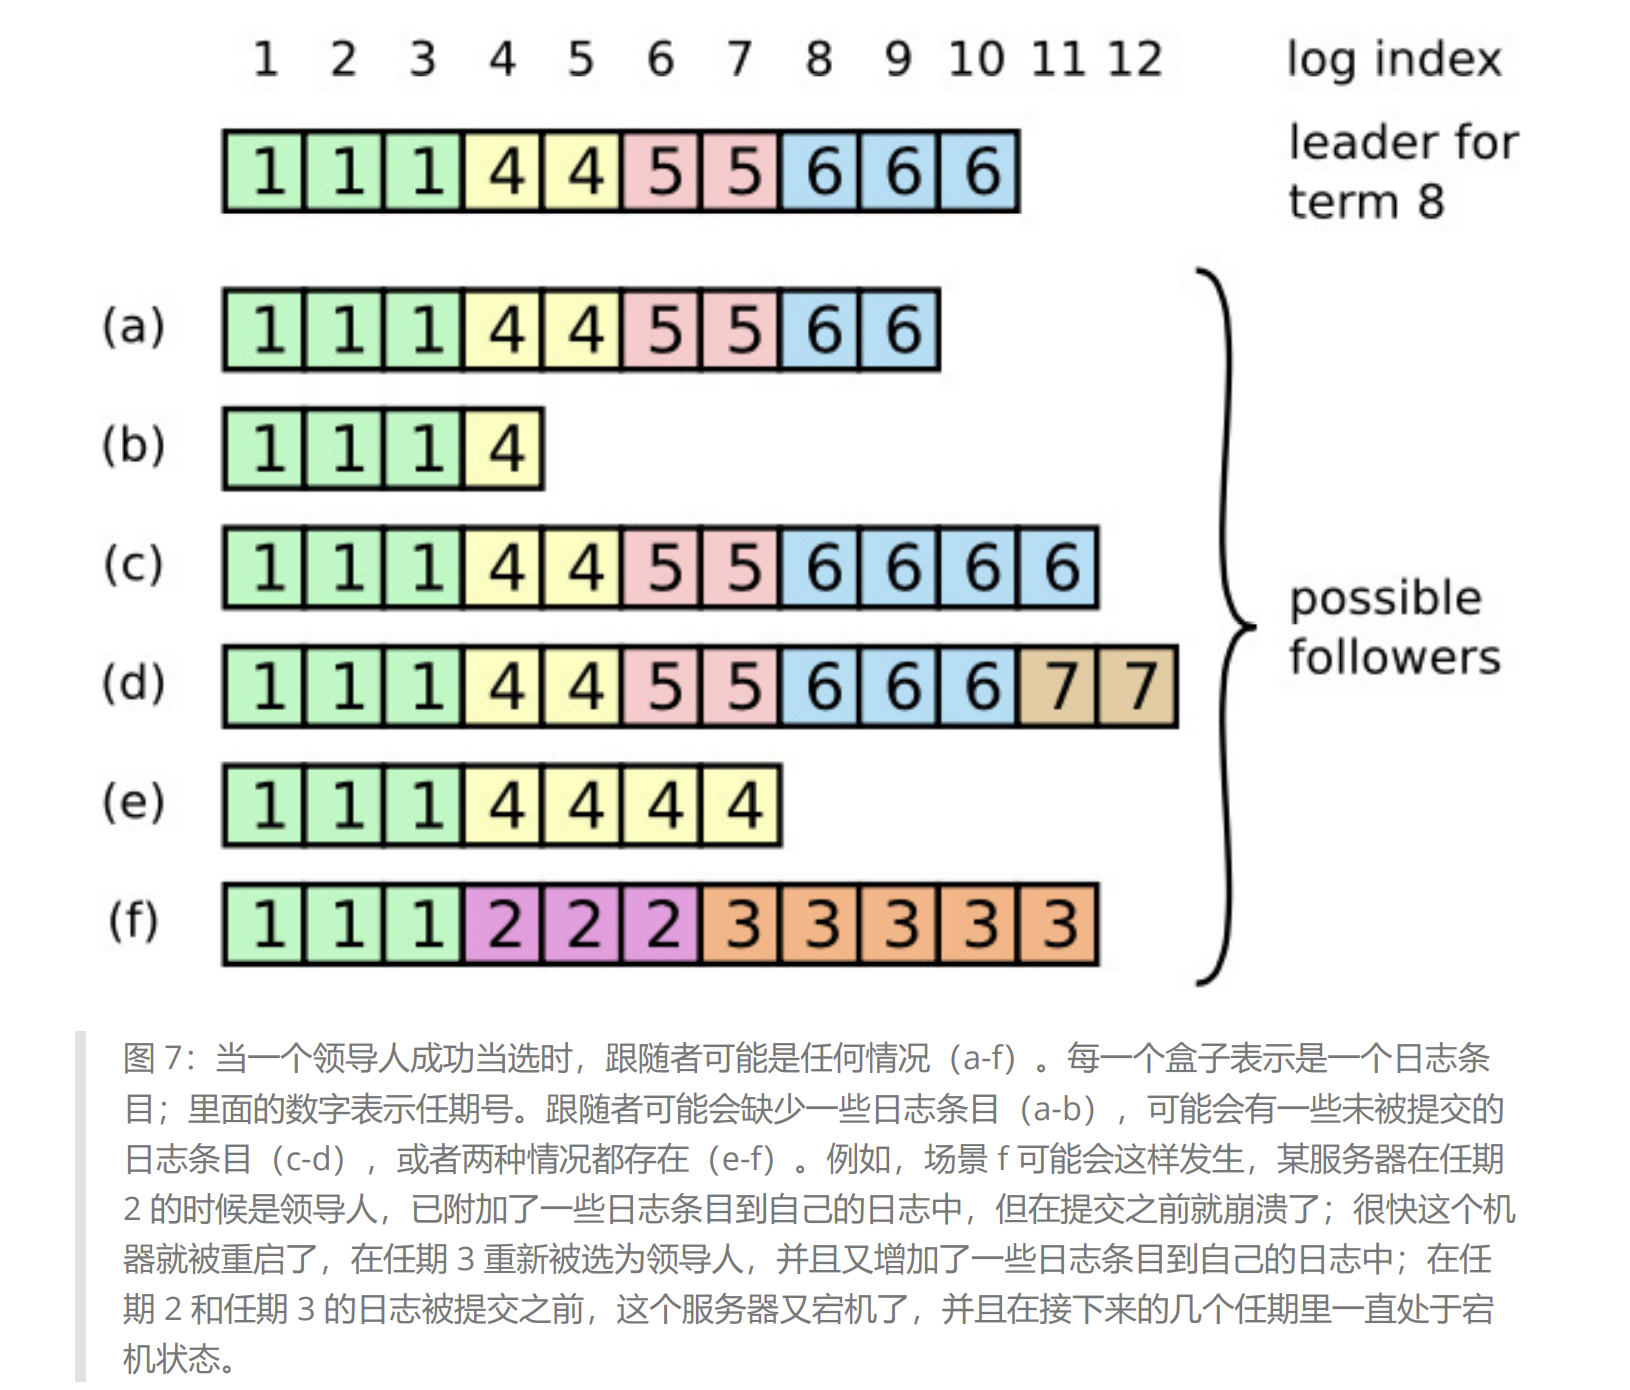 1 2 3 4 5 6 7 8 9 10 11 12 log index
1 1 1 4 4 5 5 6 6 6 leader for
term 8
(a) 1 1 1 4 4 5 5 6 6
(b) 1 1 1 4
(c) 1 1 1 4 4 5 5 6 6 6 6
(d) 1 1 1 4 4 5 5 6 6 6 7 7
(e) 1 1 1 4 4 4 4
(f) 1 1 1 2 2 2 3 3 3 3 3
possible
followers
图 7：当一个领导人成功当选时，跟随者可能是任何情况（a-f）。每一个盒子表示是一个日志条
目；里面的数字表示任期号。跟随者可能会缺少一些日志条目（a-b），可能会有一些未被提交的
日志条目（c-d），或者两种情况都存在（e-f）。例如，场景 f 可能会这样发生，某服务器在任期
2 的时候是领导人，已附加了一些日志条目到自己的日志中，但在提交之前就崩溃了；很快这个机
器就被重启了，在任期 3 重新被选为领导人，并且又增加了一些日志条目到自己的日志中；在任
期 2 和任期 3 的日志被提交之前，这个服务器又宕机了，并且在接下来的几个任期里一直处于宕
机状态。